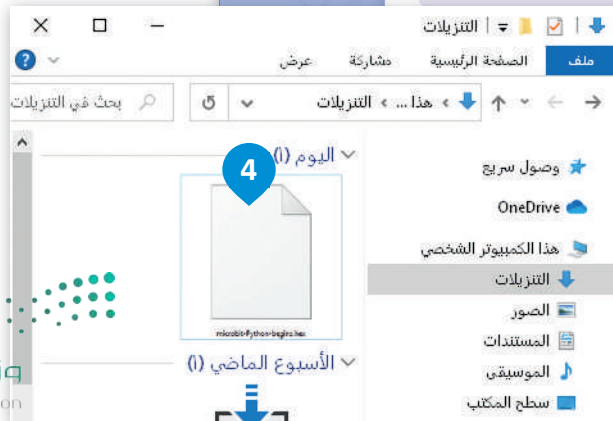 التنزيلات
ملف الصفحة الرئيسية مشاركة عرض
هذا ... التنزيلات
بحث في التنزيلات
اليوم (١)
4
microbit-Python-begins.hex
الأسبوع الماضي (١)
وصول سريع
OneDrive
هذا الكمبيوتر الشخصي
التنزيلات
الصور
المستندات
الموسيقى
سطح المكتب